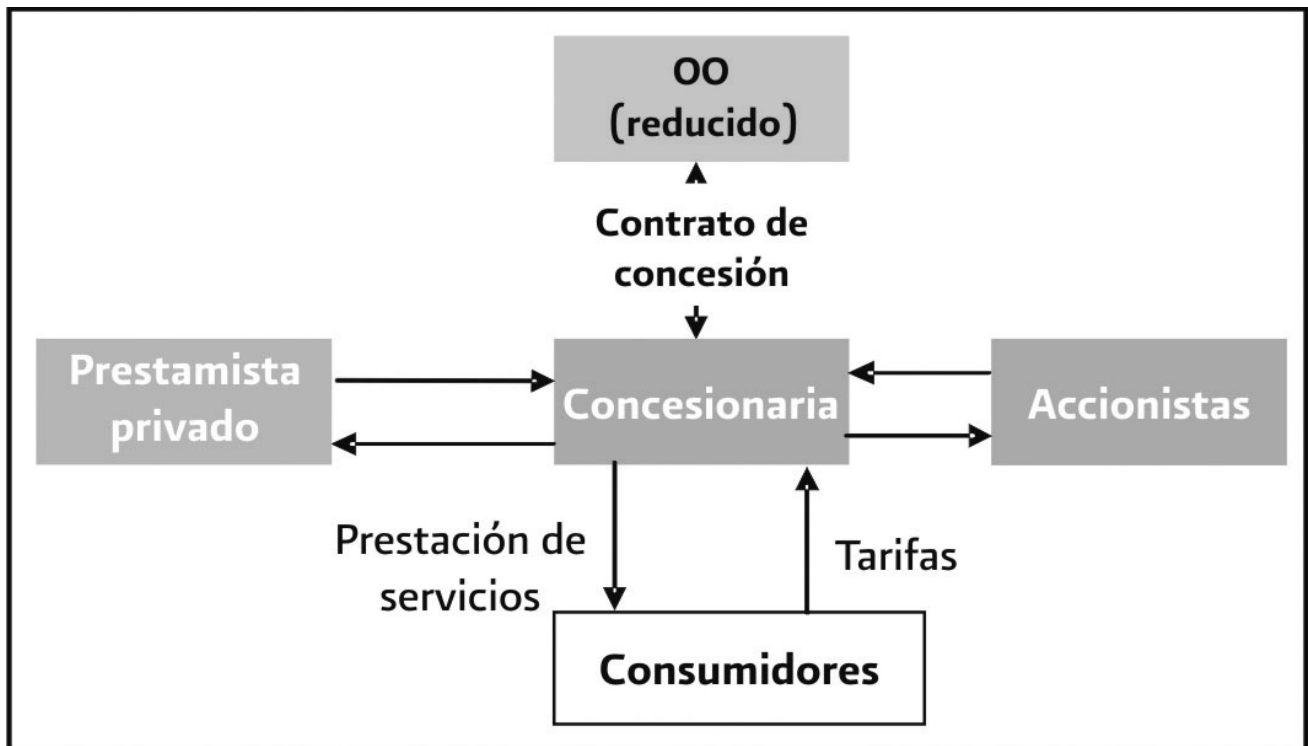 OO
(reducido)
Contrato de
concesión
Prestamista
privado
Concesionaria
Accionistas
Prestación de
servicios
Tarifas
Consumidores